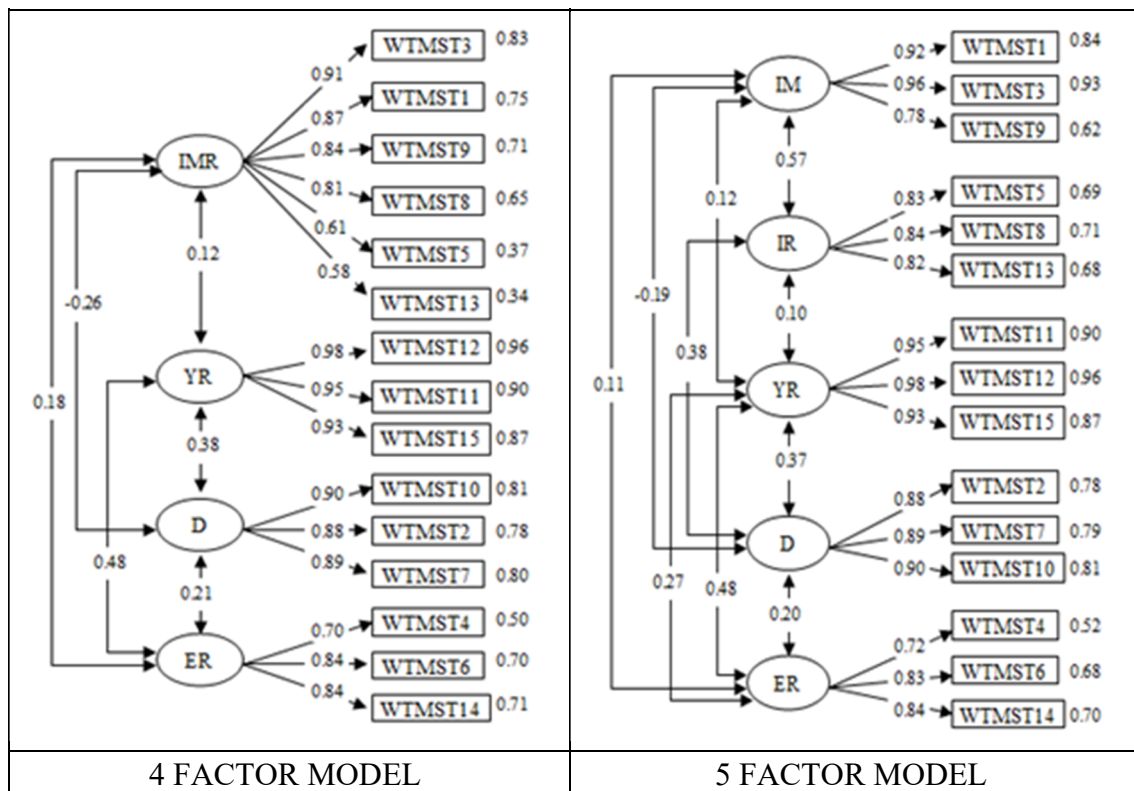 WTMST3 0.83
0.91
WTMST1 0.75
0.87
WTMST9 0.71
0.84
IMR
0.81
WTMST8 0.65
0.61
WTMST5 0.37
0.58
WTMST13 0.34
0.12
-0.26
0.18
WTMST12 0.96
0.98
YR
0.95
WTMST11 0.90
0.93
WTMST15 0.87
0.38
0.48
WTMST10 0.81
0.90
D
0.88
WTMST2 0.78
0.89
WTMST7 0.80
0.21
WTMST4 0.50
0.70
ER
0.84
WTMST6 0.70
0.84
WTMST14 0.71
4 FACTOR MODEL
WTMST1 0.84
0.92
IM
0.96
WTMST3 0.93
0.78
WTMST9 0.62
0.57
0.12
WTMST5 0.69
0.83
IR
0.84
WTMST8 0.71
0.82
WTMST13 0.68
-0.19
0.10
0.38
0.11
WTMST11 0.90
0.95
YR
0.98
WTMST12 0.96
0.93
WTMST15 0.87
0.37
WTMST2 0.78
0.88
D
0.89
WTMST7 0.79
0.90
WTMST10 0.81
0.27
0.48
0.20
WTMST4 0.52
0.72
ER
0.83
WTMST6 0.68
0.84
WTMST14 0.70
5 FACTOR MODEL